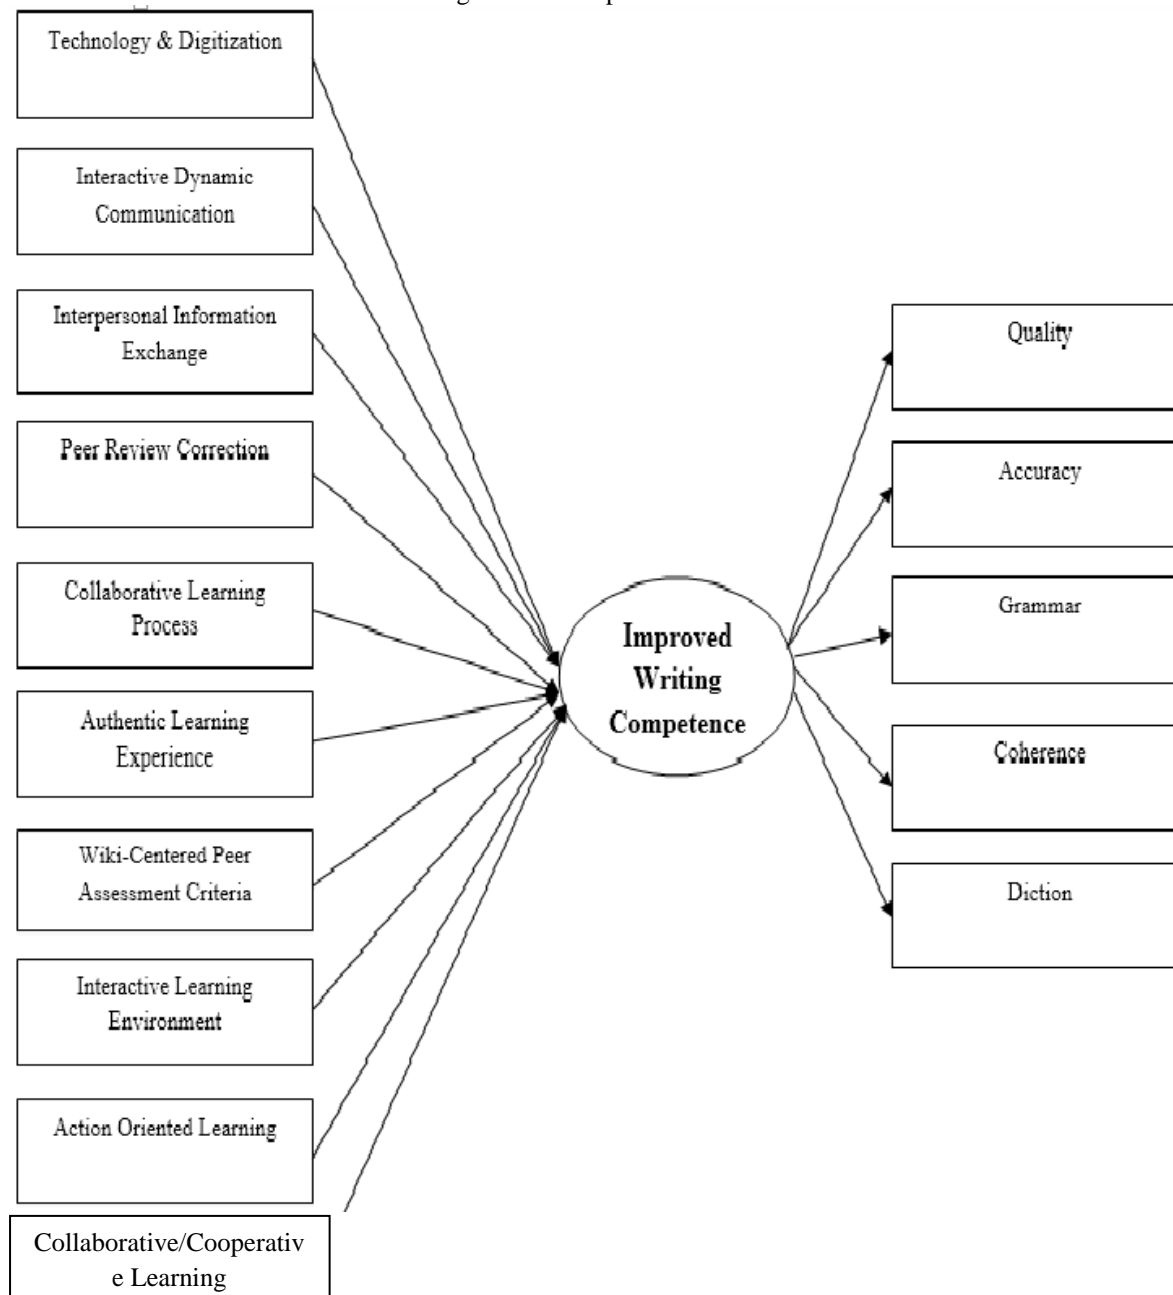 Technology & Digitization
Interactive Dynamic
Communication
Interpersonal Information
Exchange
Peer Review Correction
Collaborative Learning
Process
Authentic Learning
Experience
Wiki-Centered Peer
Assessment Criteria
Interactive Learning
Environment
Action Oriented Learning
Collaborative/Cooperativ
e Learning
Improved
Writing
Competence
Quality
Accuracy
Grammar
Coherence
Diction